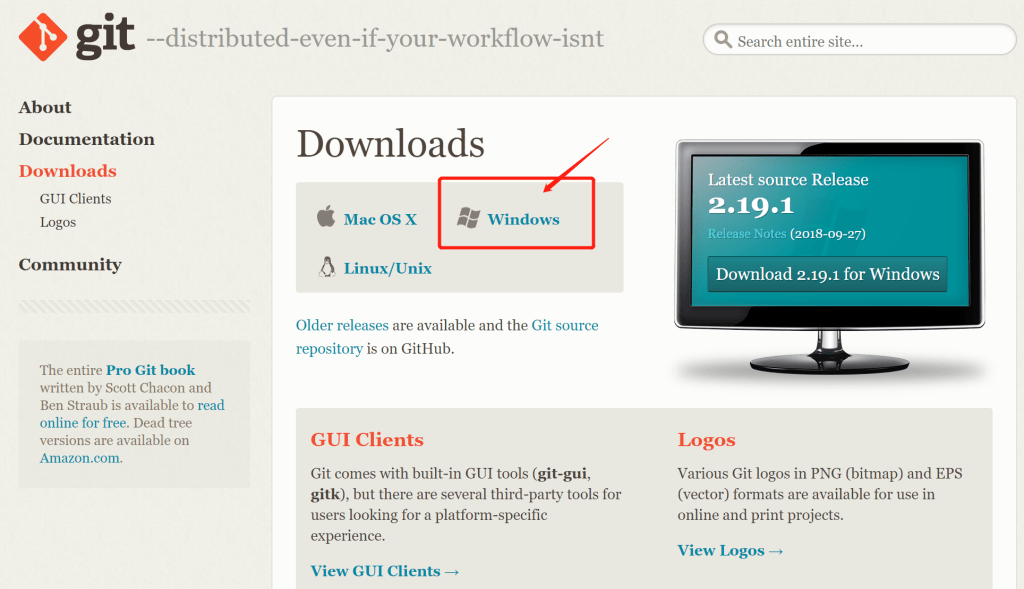 git --distributed-even-if-your-workflow-isnt
Search entire site...
About
Documentation
Downloads
GUI Clients
Logos
Community
The entire Pro Git book
written by Scott Chacon and
Ben Straub is available to read
online for free. Dead tree
versions are available on
Amazon.com.
Downloads
Mac OS X
Windows
Linux/Unix
Older releases are available and the Git source
repository is on GitHub.
Latest source Release
2.19.1
Release Notes (2018-09-27)
Download 2.19.1 for Windows
GUI Clients
Git comes with built-in GUI tools (git-gui,
gitk), but there are several third-party tools for
users looking for a platform-specific
experience.
View GUI Clients →
Logos
Various Git logos in PNG (bitmap) and EPS
(vector) formats are available for use in
online and print projects.
View Logos →